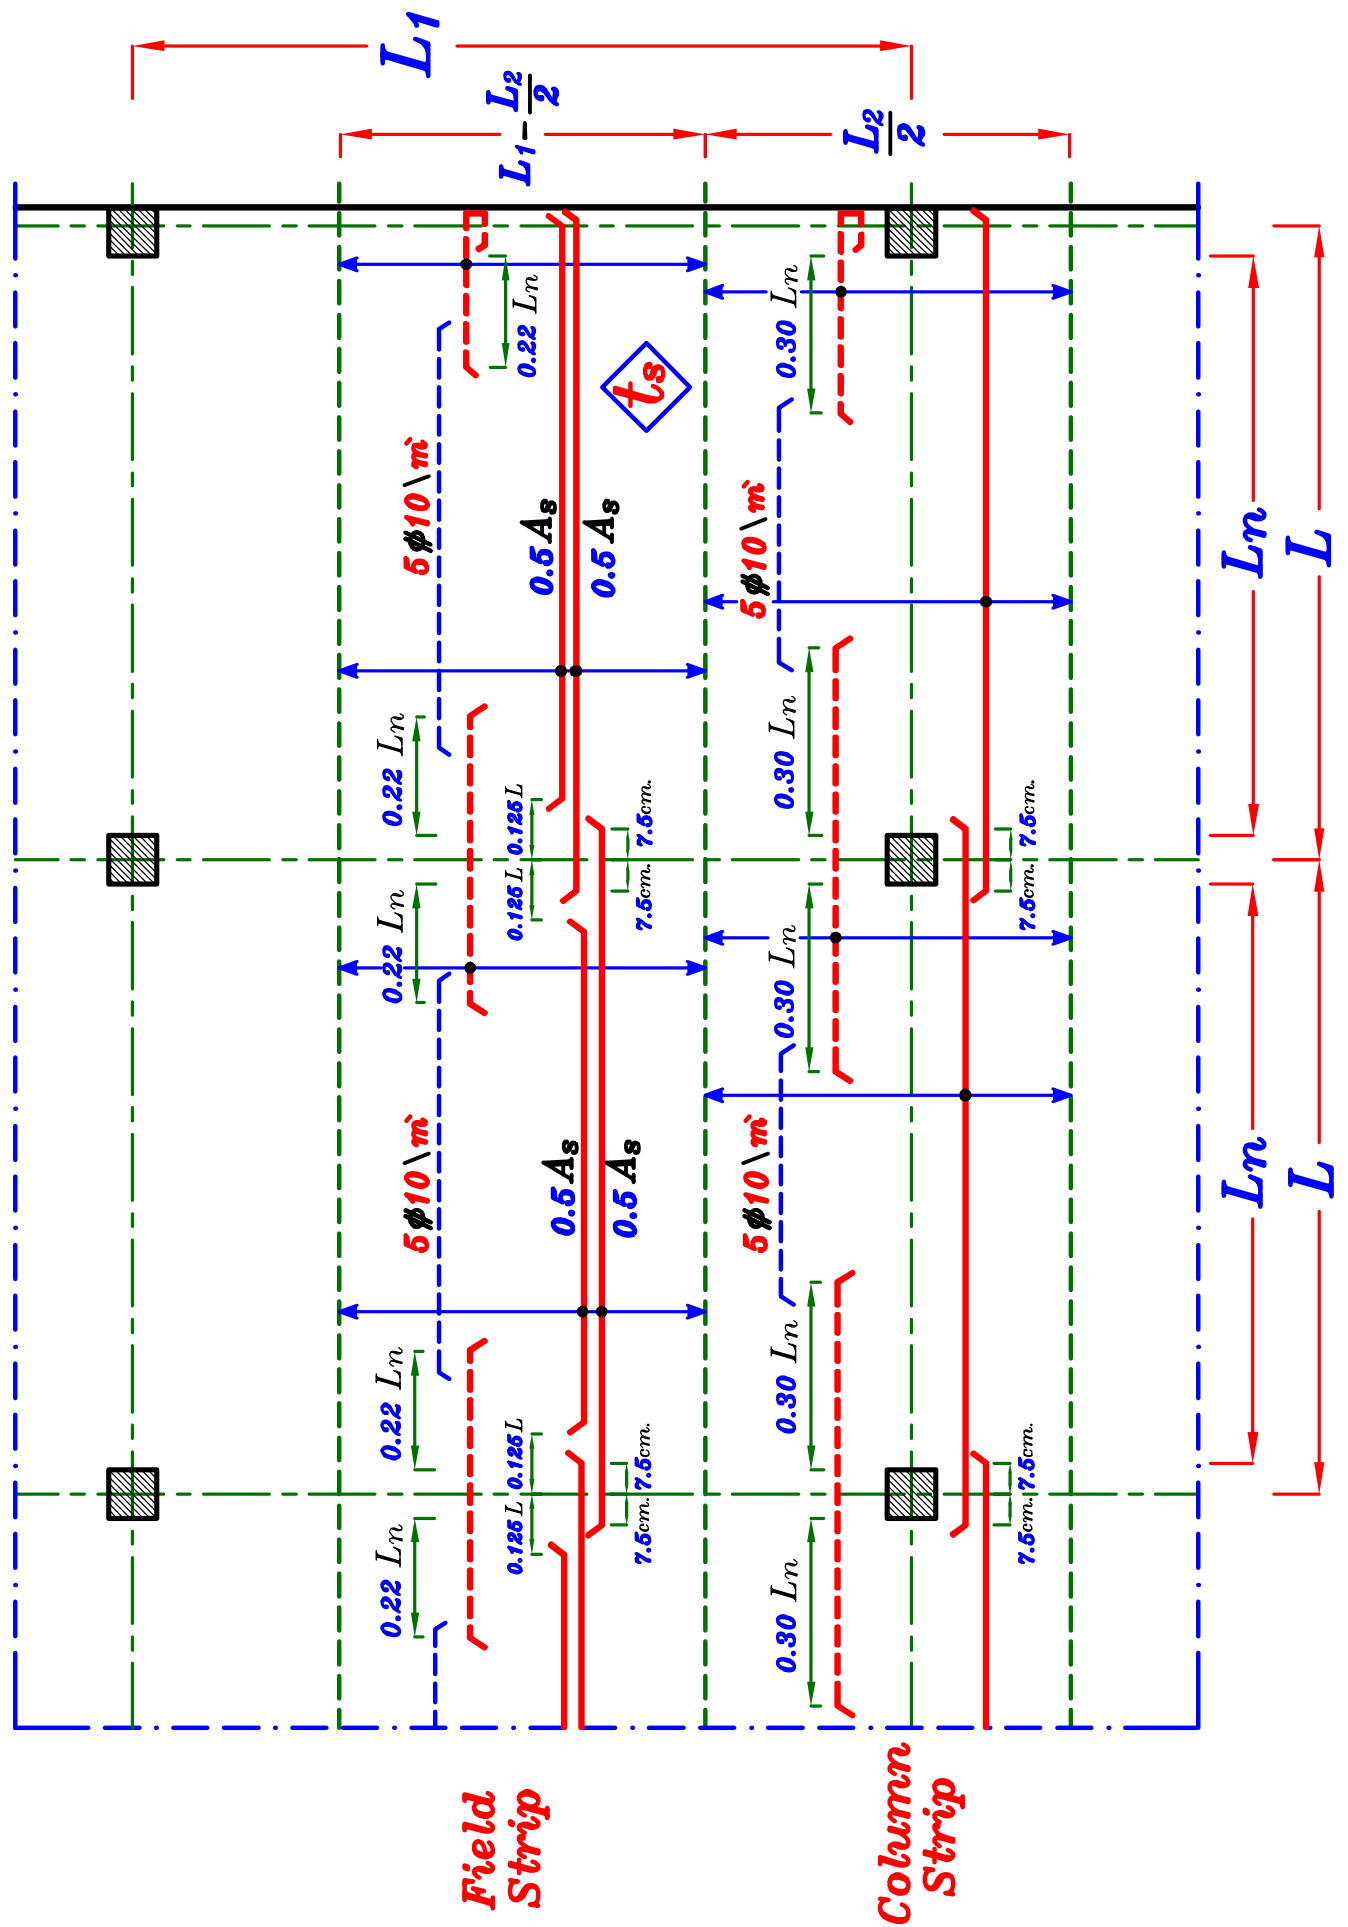 0.22 Ln
0.22 Ln
0.22 Ln
0.22 Ln
L1
5ϕ10\m`
5ϕ10\m`
Field
Strip
0.125 L
0.125 L
0.125 L
0.125 L
0.22 Ln
L1-L2/2
0.5 As
0.5 As
0.5 As
0.5 As
7.5cm.
7.5cm.
7.5cm.
7.5cm.
ts
5ϕ10\m`
5ϕ10\m`
0.30 Ln
0.30 Ln
0.30 Ln
0.30 Ln
0.30 Ln
L2/2
Column
Strip
7.5cm.
7.5cm.
7.5cm.
7.5cm.
Ln
Ln
L
L